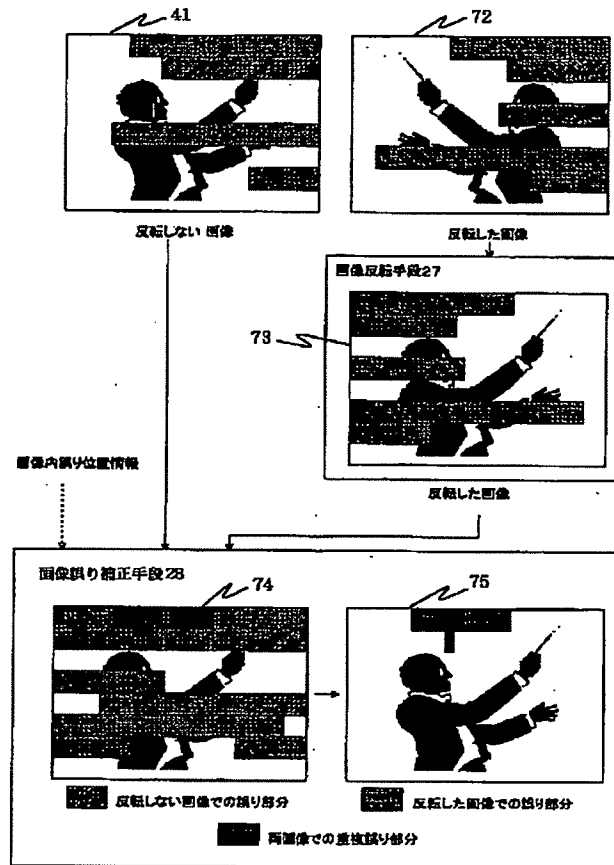 41
72
反転しない画像
反転した画像
画像反転手段27
73
画像内誤り位置情報
反転した画像
画像誤り補正手段28
74
75
反転しない画像での誤り部分
反転した画像での誤り部分
両画像での重複誤り部分